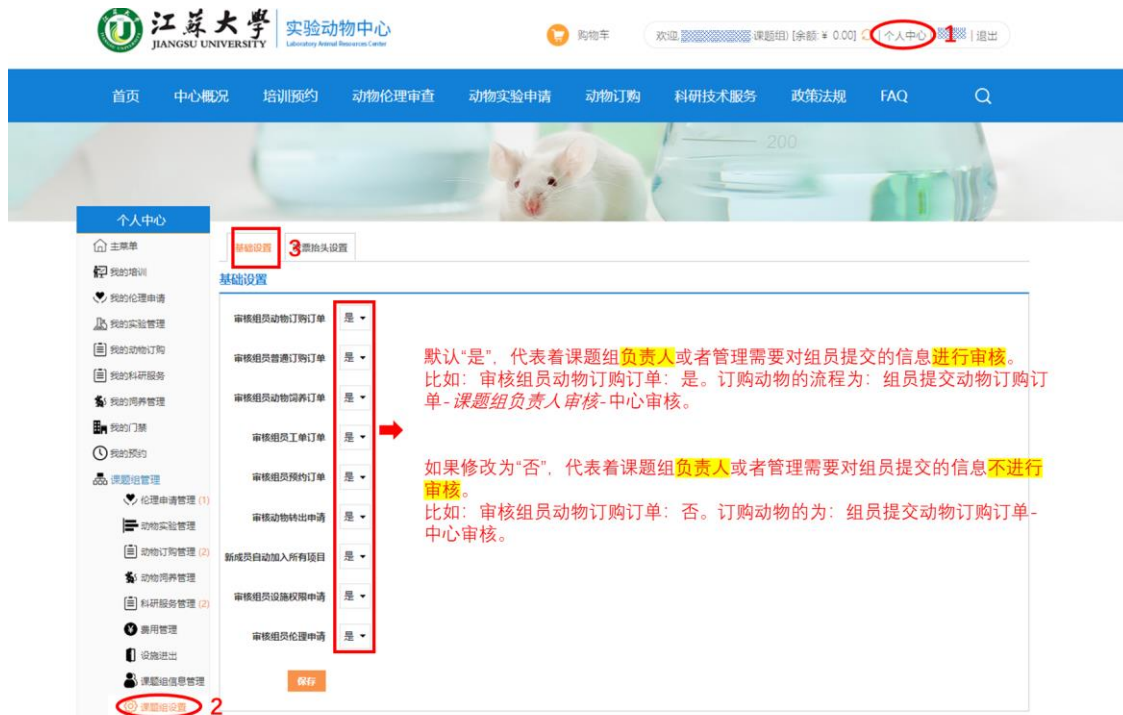 江苏大学
JIANGSU UNIVERSITY
实验动物中心
Laboratory Animal Resources Center
购物车
欢迎, 课题组) [余额: ¥ 0.00] | 个人中心 1 | 退出
首页 中心概况 培训预约 动物伦理审查 动物实验申请 动物订购 科研技术服务 政策法规 FAQ
200
个人中心
主菜单
我的培训
我的伦理申请
我的实验管理
我的动物订购
我的科研服务
我的饲养管理
我的门禁
我的预约
课题组管理
伦理申请管理 (1)
动物实验管理
动物订购管理 (2)
动物饲养管理
科研服务管理 (2)
费用管理
设施进出
课题组信息管理
课题组设置 2
基础设置 3 票抬头设置
基础设置
审核组员动物订购订单 是
审核组员普通订购订单 是
审核组员动物饲养订单 是
审核组员工单订单 是
审核组员预约订单 是
审核动物转出申请 是
新成员自动加入所有项目 是
审核组员设施权限申请 是
审核组员伦理申请 是
保存
默认“是”，代表着课题组负责人或者管理需要对组员提交的信息进行审核。
比如：审核组员动物订购订单：是。订购动物的流程为：组员提交动物订购订
单-课题组负责人审核-中心审核。
如果修改为“否”，代表着课题组负责人或者管理需要对组员提交的信息不进行
审核。
比如：审核组员动物订购订单：否。订购动物的为：组员提交动物订购订单-
中心审核。